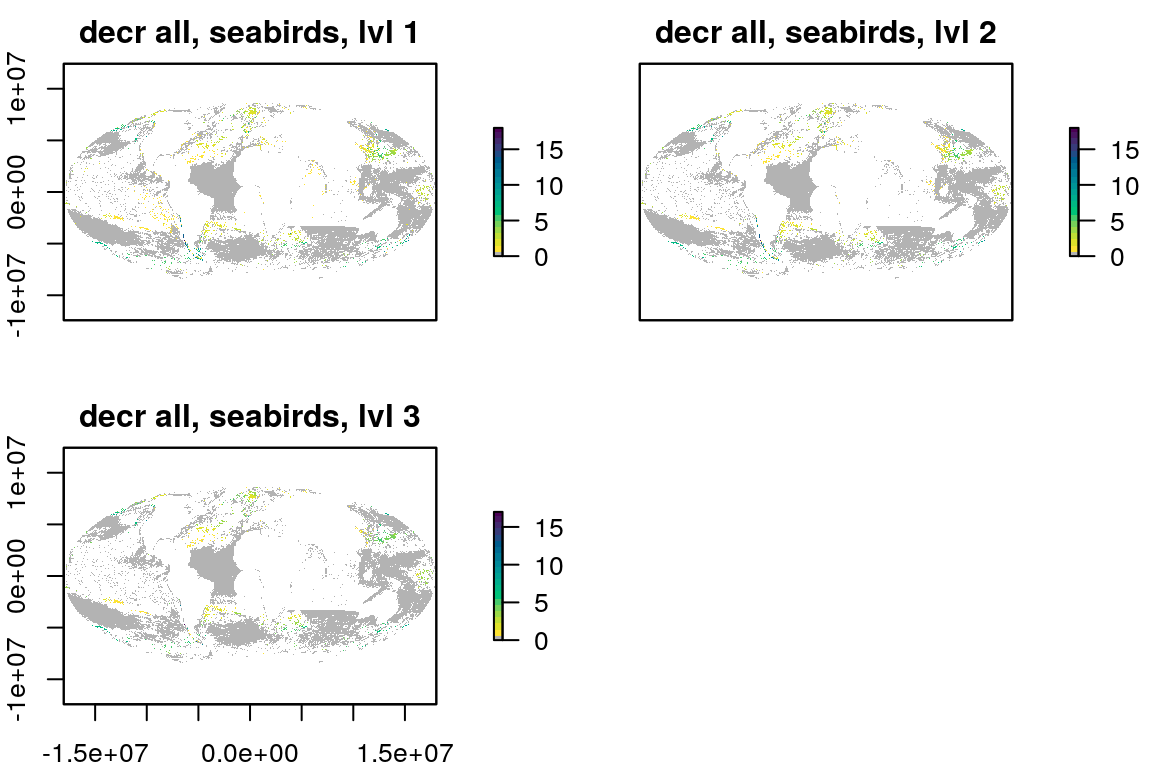 decr all, seabirds, lvl 1
decr all, seabirds, lvl 2
1e+07
0e+00
-1e+07
15
10
5
0
15
10
5
0
decr all, seabirds, lvl 3
1e+07
0e+00
-1e+07
15
10
5
0
-1.5e+07 0.0e+00 1.5e+07